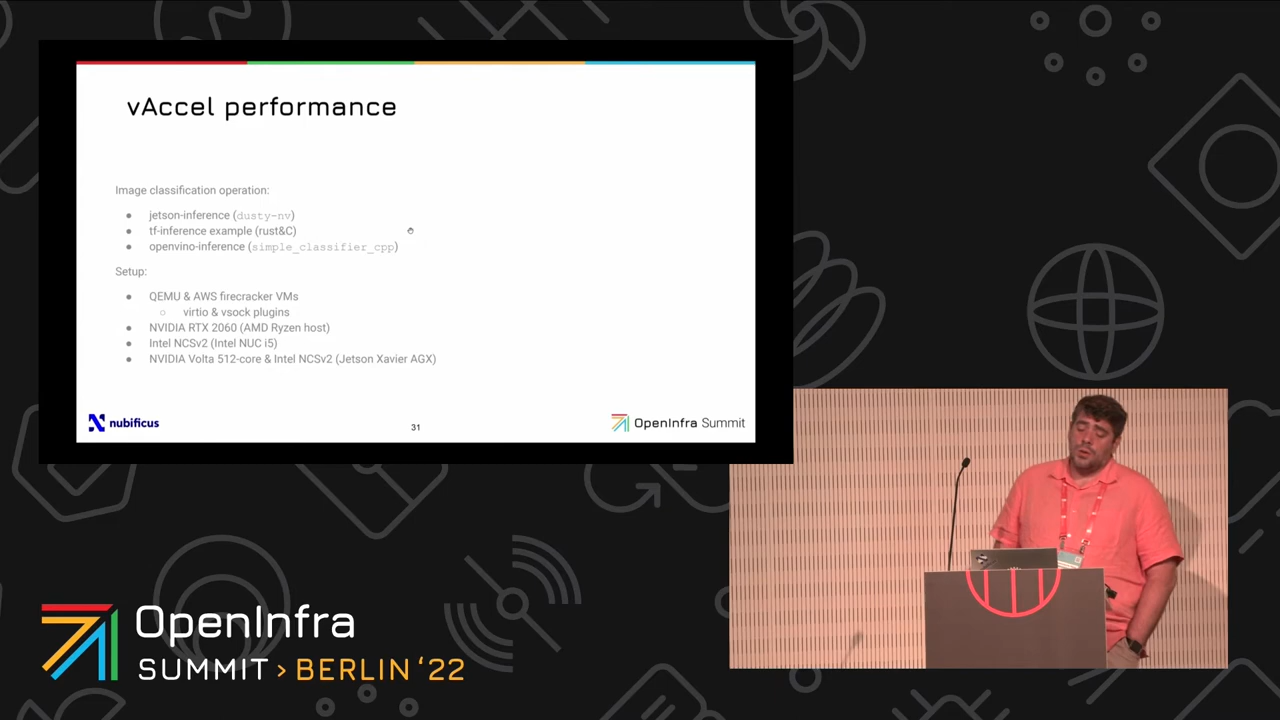 vAccel performance
Image classification operation:
● jetson-inference (dusty-nv)
● tf-inference example (rust&C)
● openvino-inference (simple_classifier_cpp)
Setup:
● QEMU & AWS firecracker VMs
○ virtio & vsock plugins
● NVIDIA RTX 2060 (AMD Ryzen host)
● Intel NCSv2 (Intel NUC i5)
● NVIDIA Volta 512-core & Intel NCSv2 (Jetson Xavier AGX)
nubificus
31
OpenInfra Summit
OpenInfra
SUMMIT > BERLIN ‘22